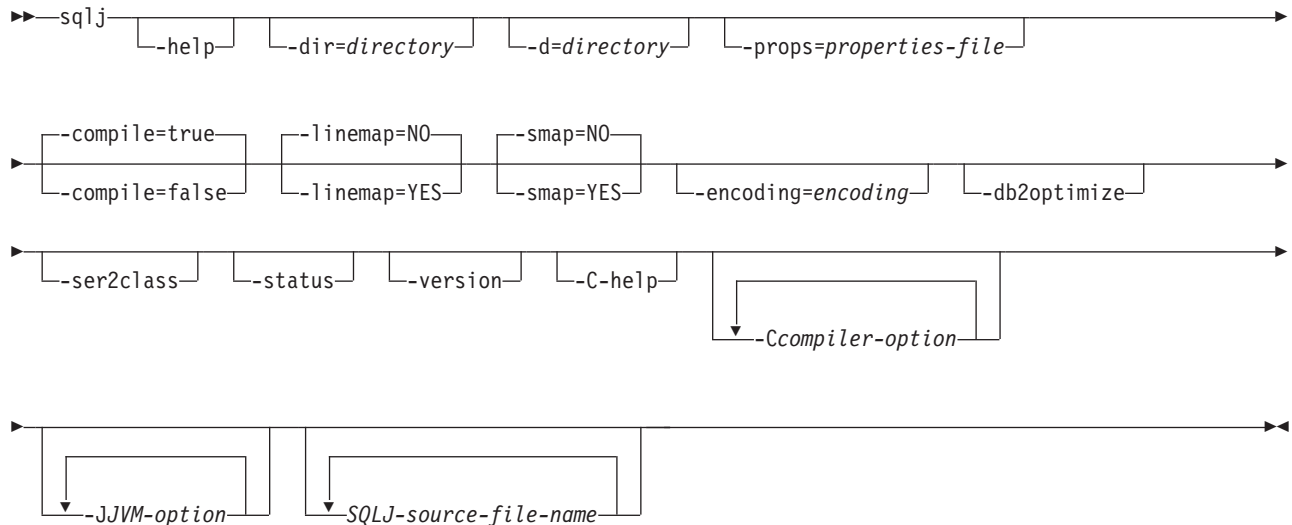 sqlj
-help
-dir=directory
-d=directory
-props=properties-file
-compile=true
-compile=false
-linemap=NO
-linemap=YES
-smap=NO
-smap=YES
-encoding=encoding
-db2optimize
-ser2class
-status
-version
-C-help
-Ccompiler-option
-JJVM-option
SQLJ-source-file-name